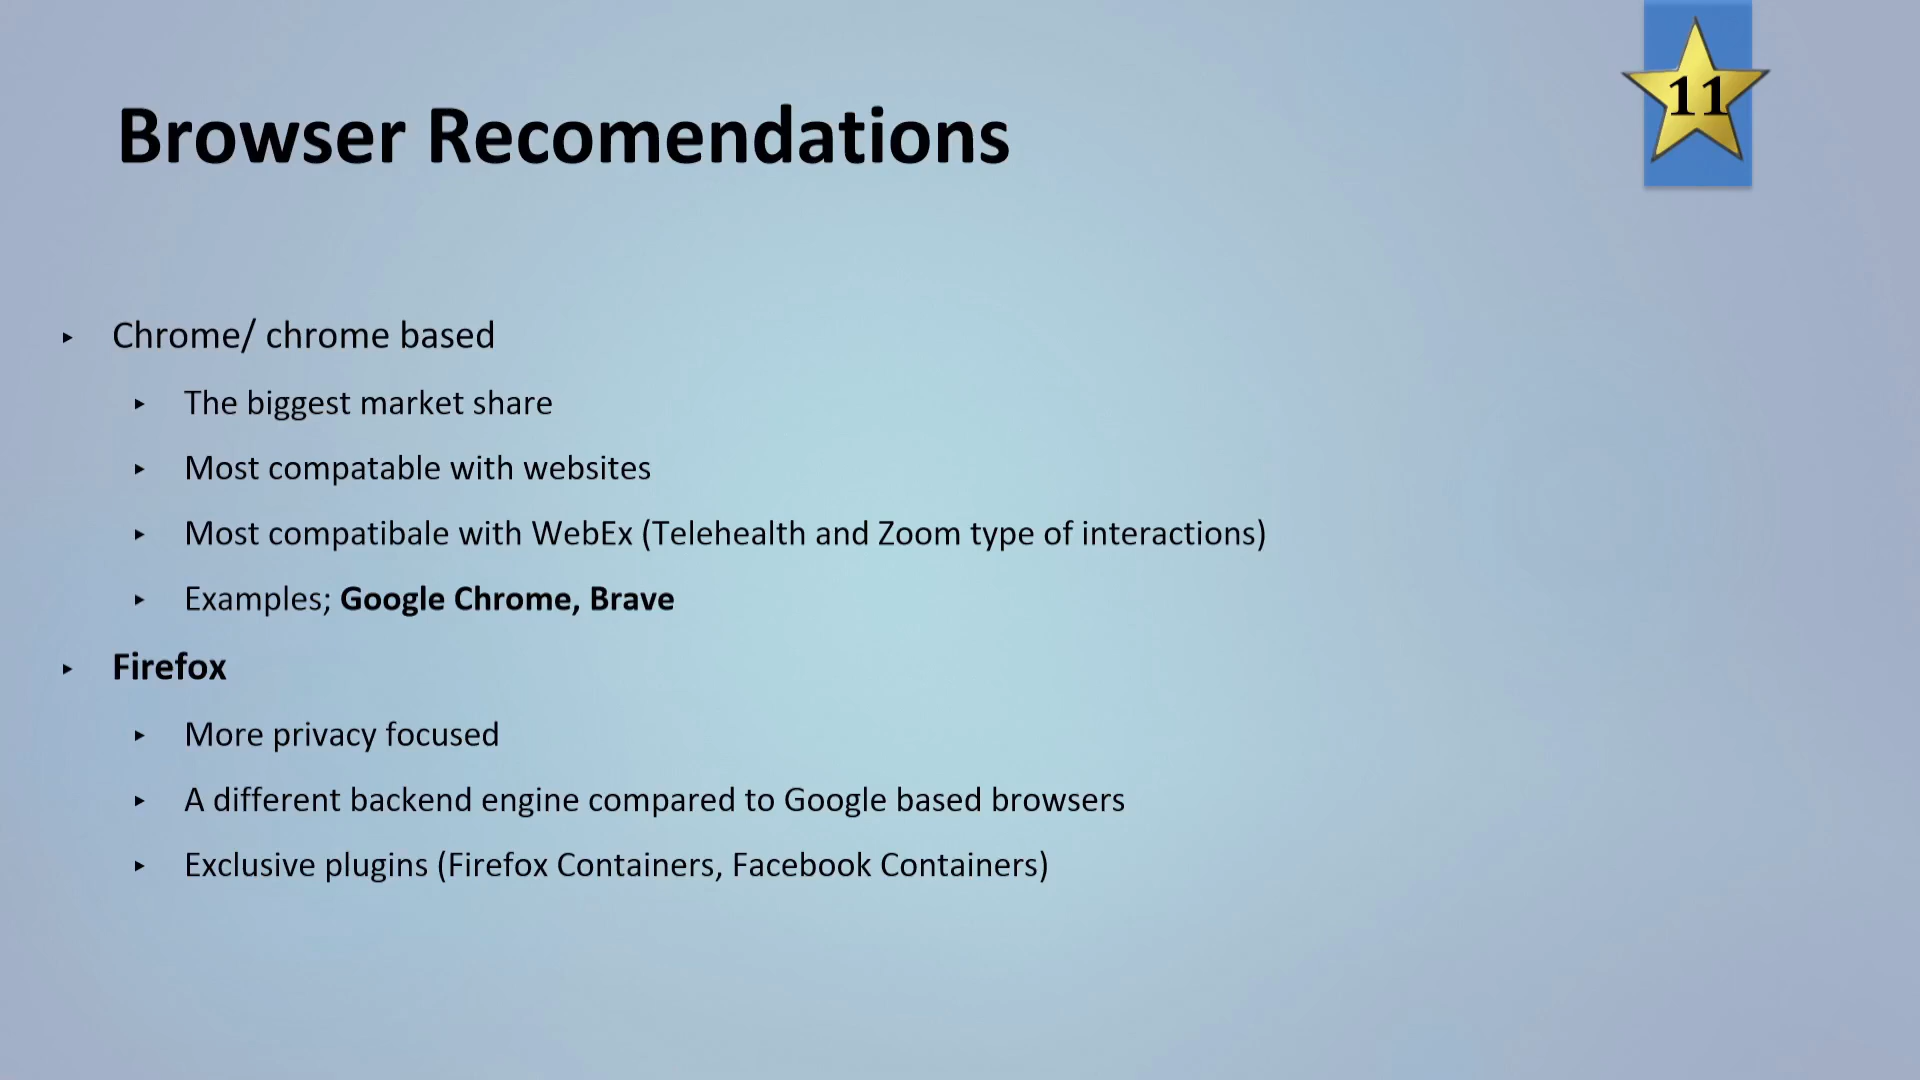 11
Browser Recomendations
Chrome/ chrome based
The biggest market share
Most compatable with websites
Most compatibale with WebEx (Telehealth and Zoom type of interactions)
Examples; Google Chrome, Brave
Firefox
More privacy focused
A different backend engine compared to Google based browsers
Exclusive plugins (Firefox Containers, Facebook Containers)